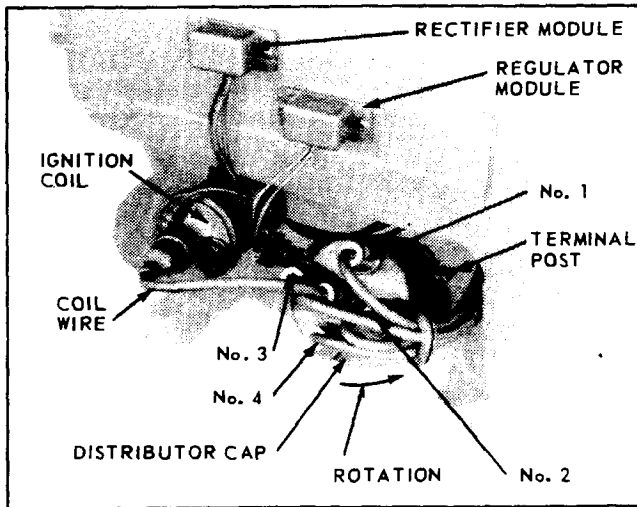 RECTIFIER MODULE
REGULATOR
MODULE
IGNITION
COIL
No. 1
TERMINAL
POST
COIL
WIRE
No. 3
No. 4
DISTRIBUTOR CAP
ROTATION
No. 2